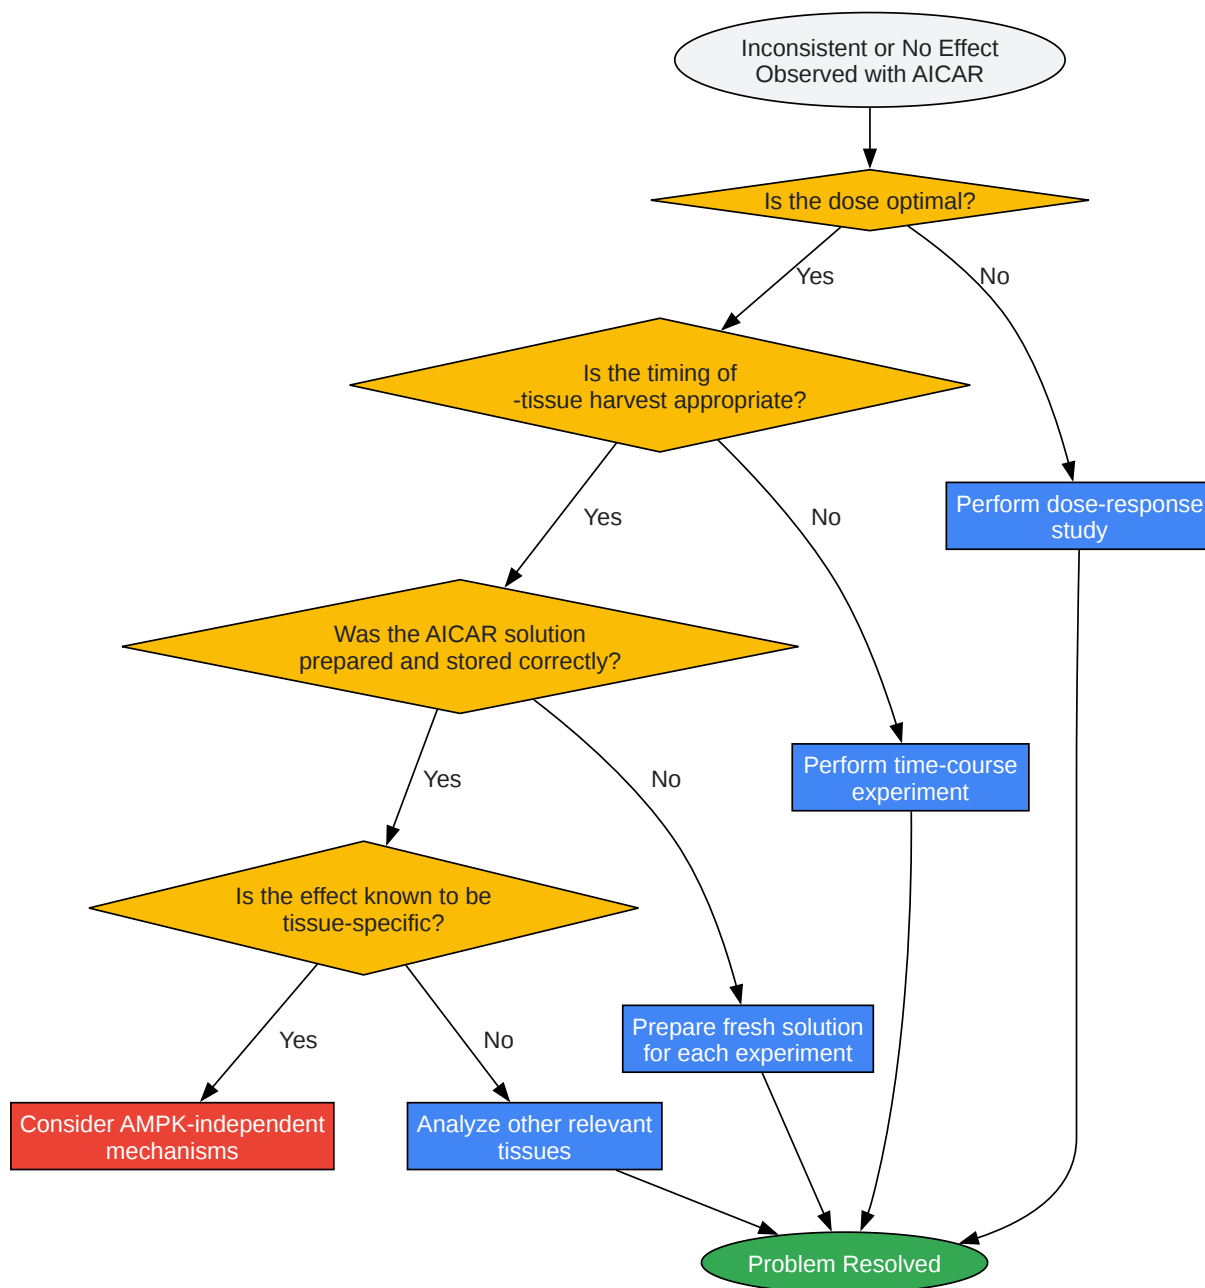 Inconsistent or No Effect
Observed with AICAR
Is the dose optimal?
Yes
No
Is the timing of
-tissue harvest appropriate?
Perform dose-response
study
Yes
No
Was the AICAR solution
prepared and stored correctly?
Perform time-course
experiment
Yes
No
Is the effect known to be
tissue-specific?
Prepare fresh solution
for each experiment
Yes
No
Consider AMPK-independent
mechanisms
Analyze other relevant
tissues
Problem Resolved